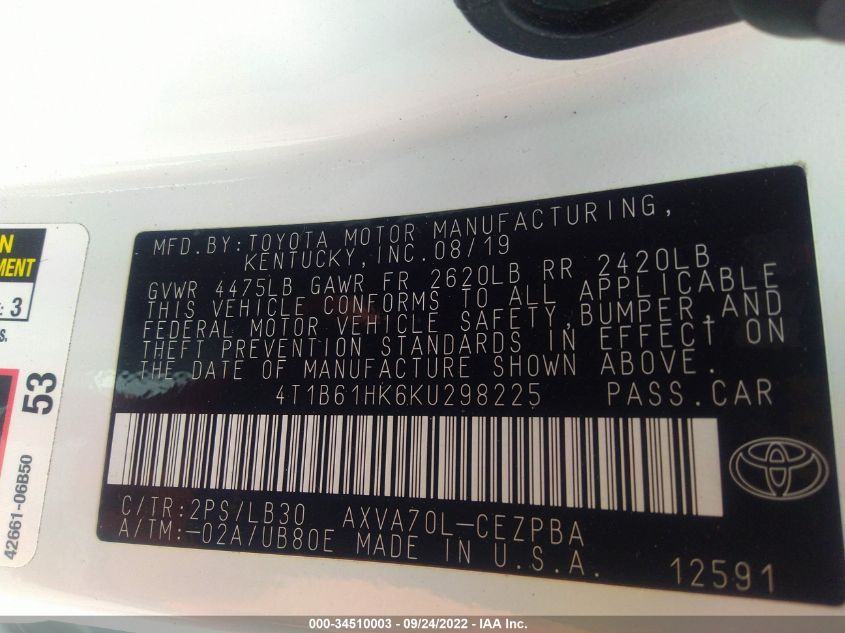 MFD. BY: TOYOTA MOTOR MANUFACTURING,
KENTUCKY, INC. 08/19
GVWR 4475LB GAWR FR 2620LB RR 2420LB
THIS VEHICLE CONFORMS TO ALL APPLICABLE
FEDERAL MOTOR VEHICLE SAFETY, BUMPER, AND
THEFT PREVENTION STANDARDS IN EFFECT ON
THE DATE OF MANUFACTURE SHOWN ABOVE.
4T1B61HK6KU298225 PASS.CAR
C/TR: 2PS/LB30 AXVA70L-CEZPBA
A/TM: -02A/UB80E MADE IN U.S.A.
12591
N
MENT
: 3
s.
53
42661-06B50
000-34510003 - 09/24/2022 - IAA Inc.